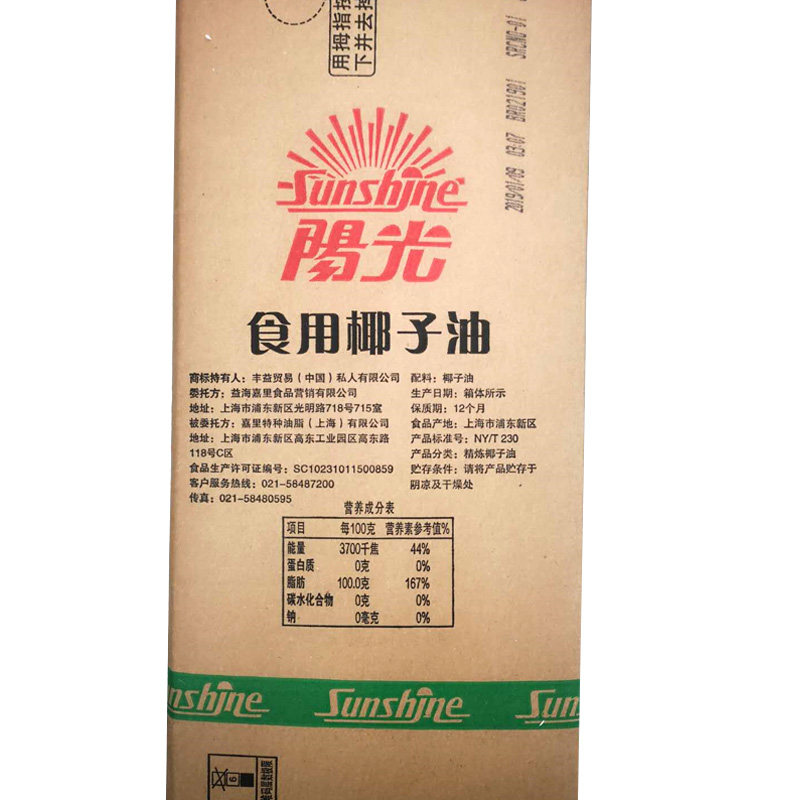 用拇指按
下并去掉
2019/01/09 03:07 BR021901 SRCNO-01
Sunshine
陽光
食用椰子油
商标持有人：丰益贸易（中国）私人有限公司
委托方：益海嘉里食品营销有限公司
地址：上海市浦东新区光明路718号715室
被委托方：嘉里特种油脂（上海）有限公司
地址：上海市浦东新区高东工业园区高东路
118号C区
食品生产许可证编号：SC10231011500859
客户服务热线：021-58487200
传真：021-58480595
配料：椰子油
生产日期：箱体所示
保质期：12个月
食品产地：上海市浦东新区
产品标准号：NY/T 230
产品分类：精炼椰子油
贮存条件：请将产品贮存于
阴凉及干燥处
营养成分表
项目 每100克 营养素参考值%
能量 3700千焦 44%
蛋白质 0克 0%
脂肪 100.0克 167%
碳水化合物 0克 0%
钠 0毫克 0%
nshine Sunshine Sun
6